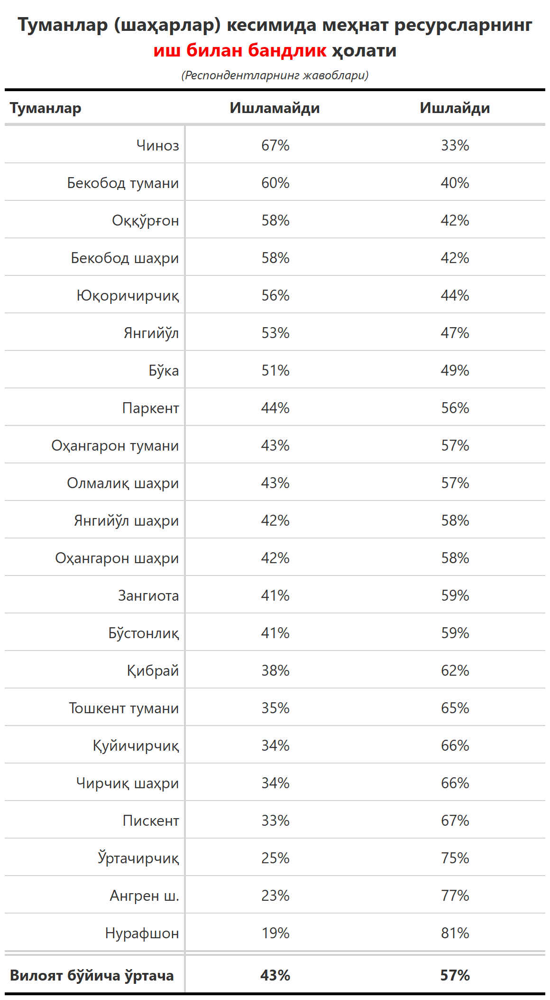 Туманлар (шаҳарлар) кесимида меҳнат ресурсларнинг
иш билан бандлик ҳолати
(Респондентларнинг жавоблари)
Туманлар Ишламайди Ишлайди
Чиноз 67% 33%
Бекобод тумани 60% 40%
Оққўрғон 58% 42%
Бекобод шаҳри 58% 42%
Юқоричирчиқ 56% 44%
Янгийўл 53% 47%
Бўка 51% 49%
Паркент 44% 56%
Оҳангарон тумани 43% 57%
Олмалиқ шаҳри 43% 57%
Янгийўл шаҳри 42% 58%
Оҳангарон шаҳри 42% 58%
Зангиота 41% 59%
Бўстонлиқ 41% 59%
Қибрай 38% 62%
Тошкент тумани 35% 65%
Қуйичирчиқ 34% 66%
Чирчиқ шаҳри 34% 66%
Пискент 33% 67%
Ўртачирчиқ 25% 75%
Ангрен ш. 23% 77%
Нурафшон 19% 81%
Вилоят бўйича ўртача 43% 57%